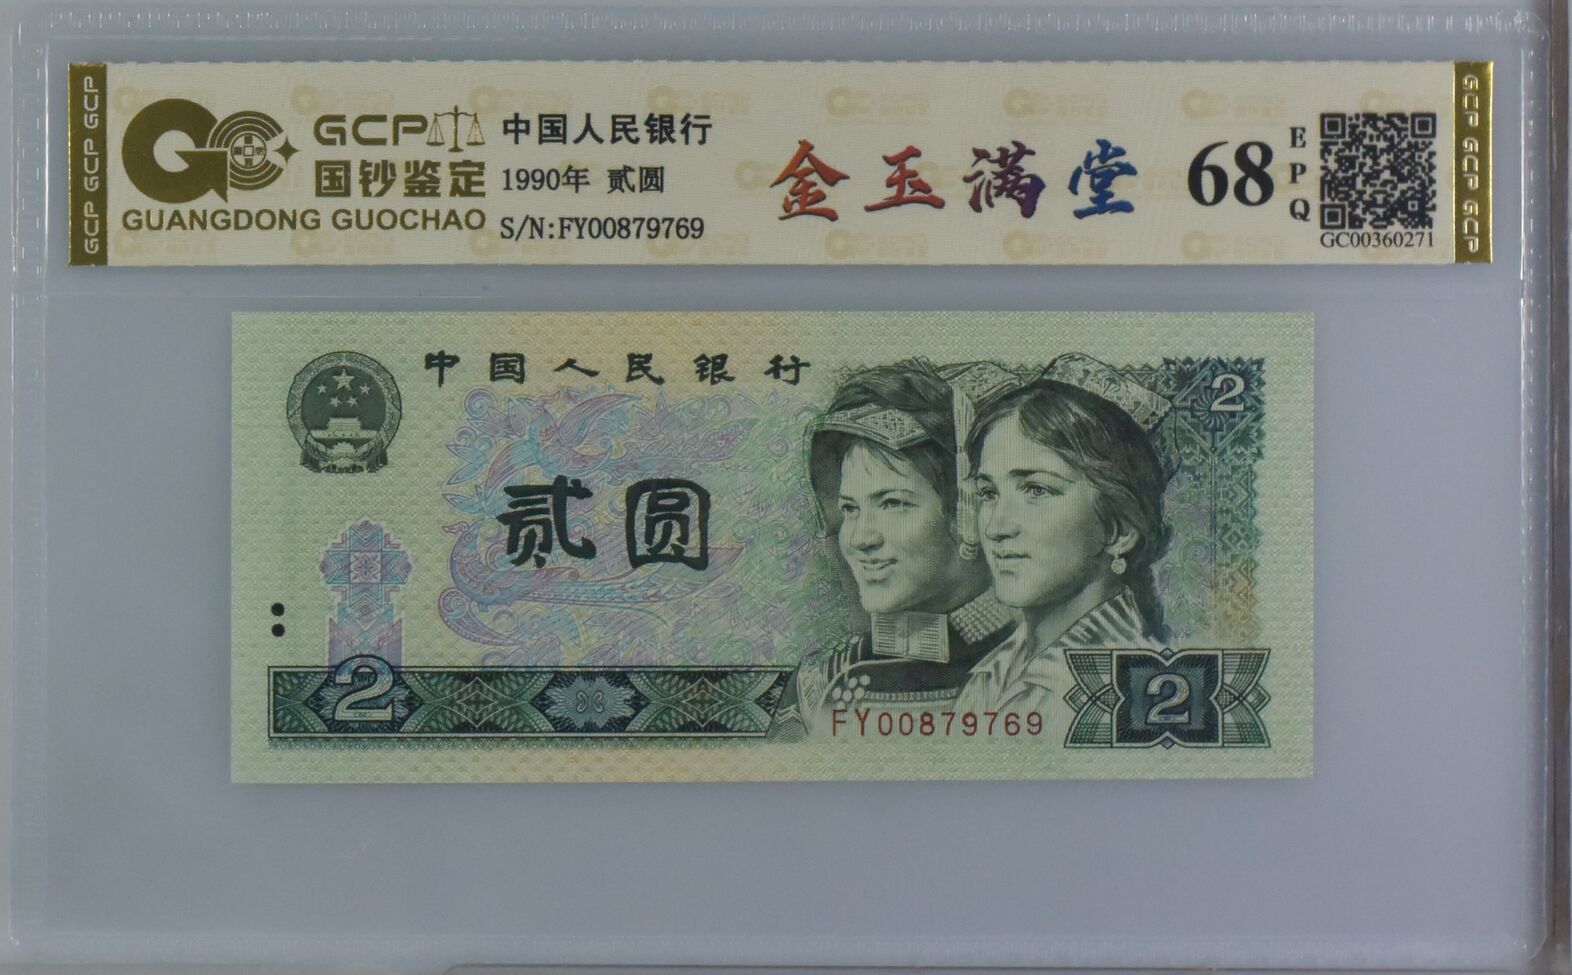 GCP GCP GCP
GCP
国钞鉴定
GUANGDONG GUOCHAO
中国人民银行
1990年 贰圆
S/N:FY00879769
金玉满堂
68
EPQ
GC00360271
GCP GCP GCP
中国人民银行
2
贰圆
2
2
FY00879769